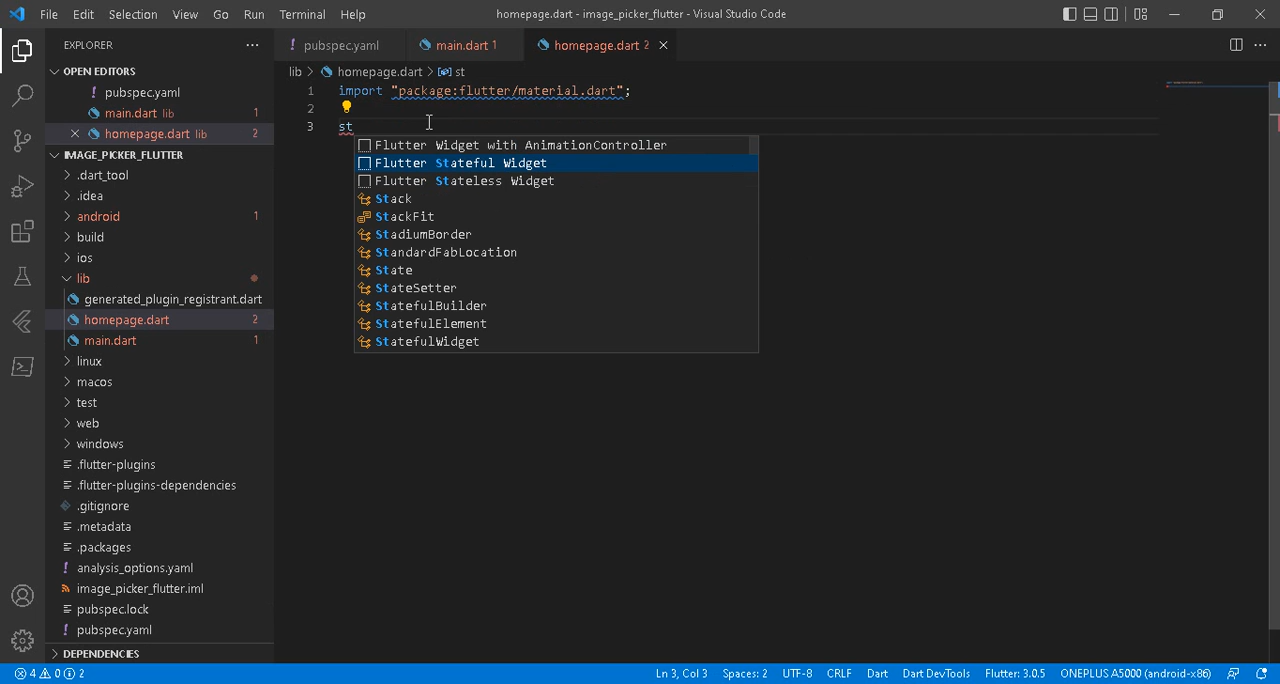 File Edit Selection View Go Run Terminal Help homepage.dart - image_picker_flutter - Visual Studio Code
EXPLORER
OPEN EDITORS
pubspec.yaml
main.dart lib 1
homepage.dart lib 2
IMAGE_PICKER_FLUTTER
.dart_tool
.idea
android 1
build
ios
lib
generated_plugin_registrant.dart
homepage.dart 2
main.dart 1
linux
macos
test
web
windows
.flutter-plugins
.flutter-plugins-dependencies
.gitignore
.metadata
.packages
analysis_options.yaml
image_picker_flutter.iml
pubspec.lock
pubspec.yaml
DEPENDENCIES
pubspec.yaml main.dart 1 homepage.dart 2
lib > homepage.dart > st
1 import "package:flutter/material.dart";
2
3 st
Flutter Widget with AnimationController
Flutter Stateful Widget
Flutter Stateless Widget
Stack
StackFit
StadiumBorder
StandardFabLocation
State
StateSetter
StatefulBuilder
StatefulElement
StatefulWidget
4 0 2 Ln 3, Col 3 Spaces: 2 UTF-8 CRLF Dart Dart DevTools Flutter: 3.0.5 ONEPLUS A5000 (android-x86)